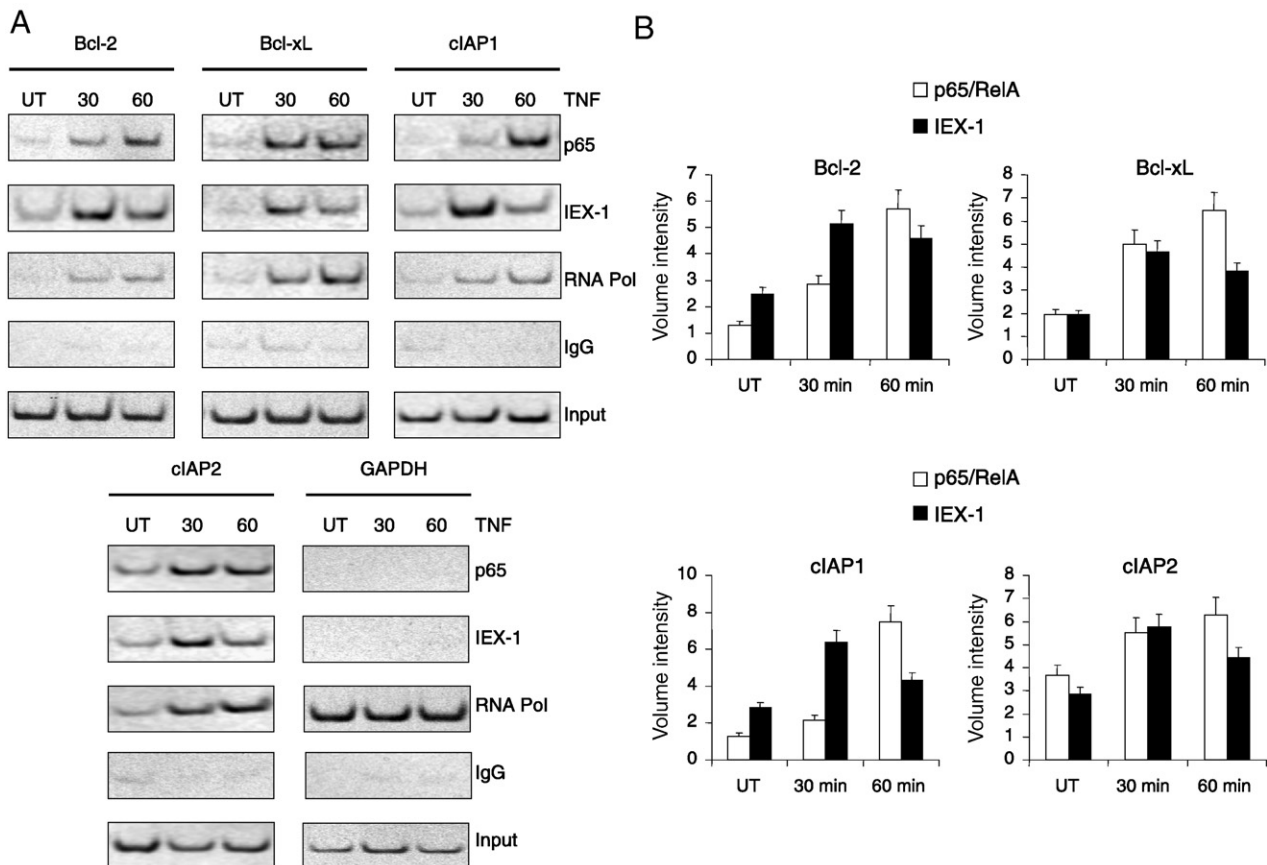 A
Bcl-2 Bcl-xL cIAP1
UT 30 60 UT 30 60 UT 30 60 TNF
p65
IEX-1
RNA Pol
IgG
Input
cIAP2 GAPDH
UT 30 60 UT 30 60 TNF
p65
IEX-1
RNA Pol
IgG
Input
B
p65/RelA
IEX-1
Bcl-2
Volume intensity
7
6
5
4
3
2
1
0
UT 30 min 60 min
Bcl-xL
Volume intensity
8
7
6
5
4
3
2
1
0
UT 30 min 60 min
p65/RelA
IEX-1
cIAP1
Volume intensity
10
8
6
4
2
0
UT 30 min 60 min
cIAP2
Volume intensity
8
7
6
5
4
3
2
1
0
UT 30 min 60 min